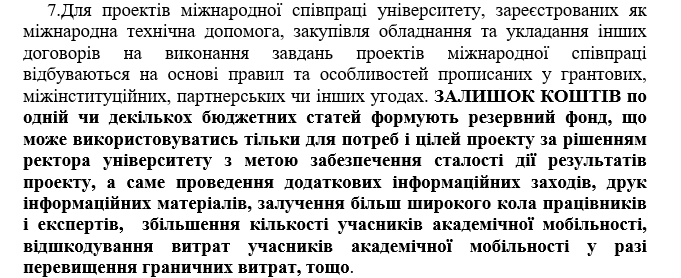 7.Для проектів міжнародної співпраці університету, зареєстрованих як
міжнародна технічна допомога, закупівля обладнання та укладання інших
договорів на виконання завдань проектів міжнародної співпраці
відбуваються на основі правил та особливостей прописаних у грантових,
міжінституційних, партнерських чи інших угодах. ЗАЛИШОК КОШТІВ по
одній чи декількох бюджетних статей формують резервний фонд, що
може використовуватись тільки для потреб і цілей проекту за рішенням
ректора університету з метою забезпечення сталості дії результатів
проекту, а саме проведення додаткових інформаційних заходів, друк
інформаційних матеріалів, залучення більш широкого кола працівників
і експертів, збільшення кількості учасників академічної мобільності,
відшкодування витрат учасників академічної мобільності у разі
перевищення граничних витрат, тощо.